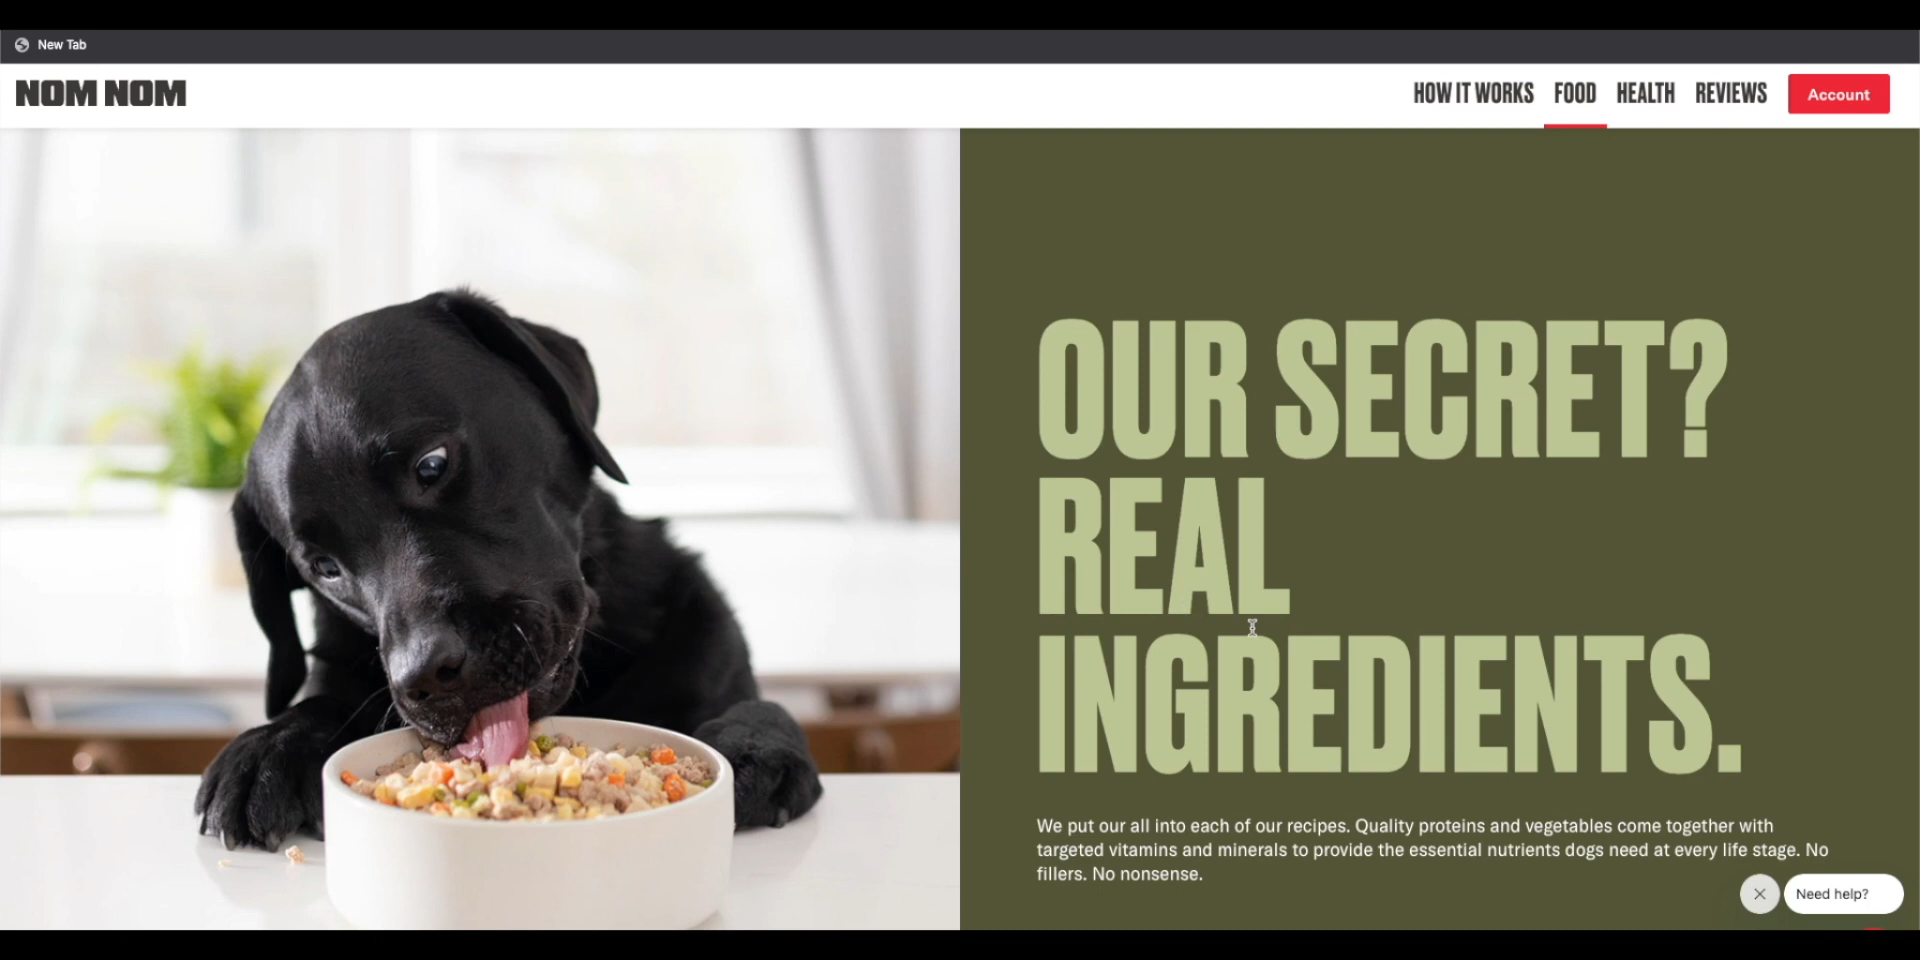 New Tab
NOM NOM
HOW IT WORKS FOOD HEALTH REVIEWS Account
OUR SECRET?
REAL
INGREDIENTS.
We put our all into each of our recipes. Quality proteins and vegetables come together with
targeted vitamins and minerals to provide the essential nutrients dogs need at every life stage. No
fillers. No nonsense.
Need help?